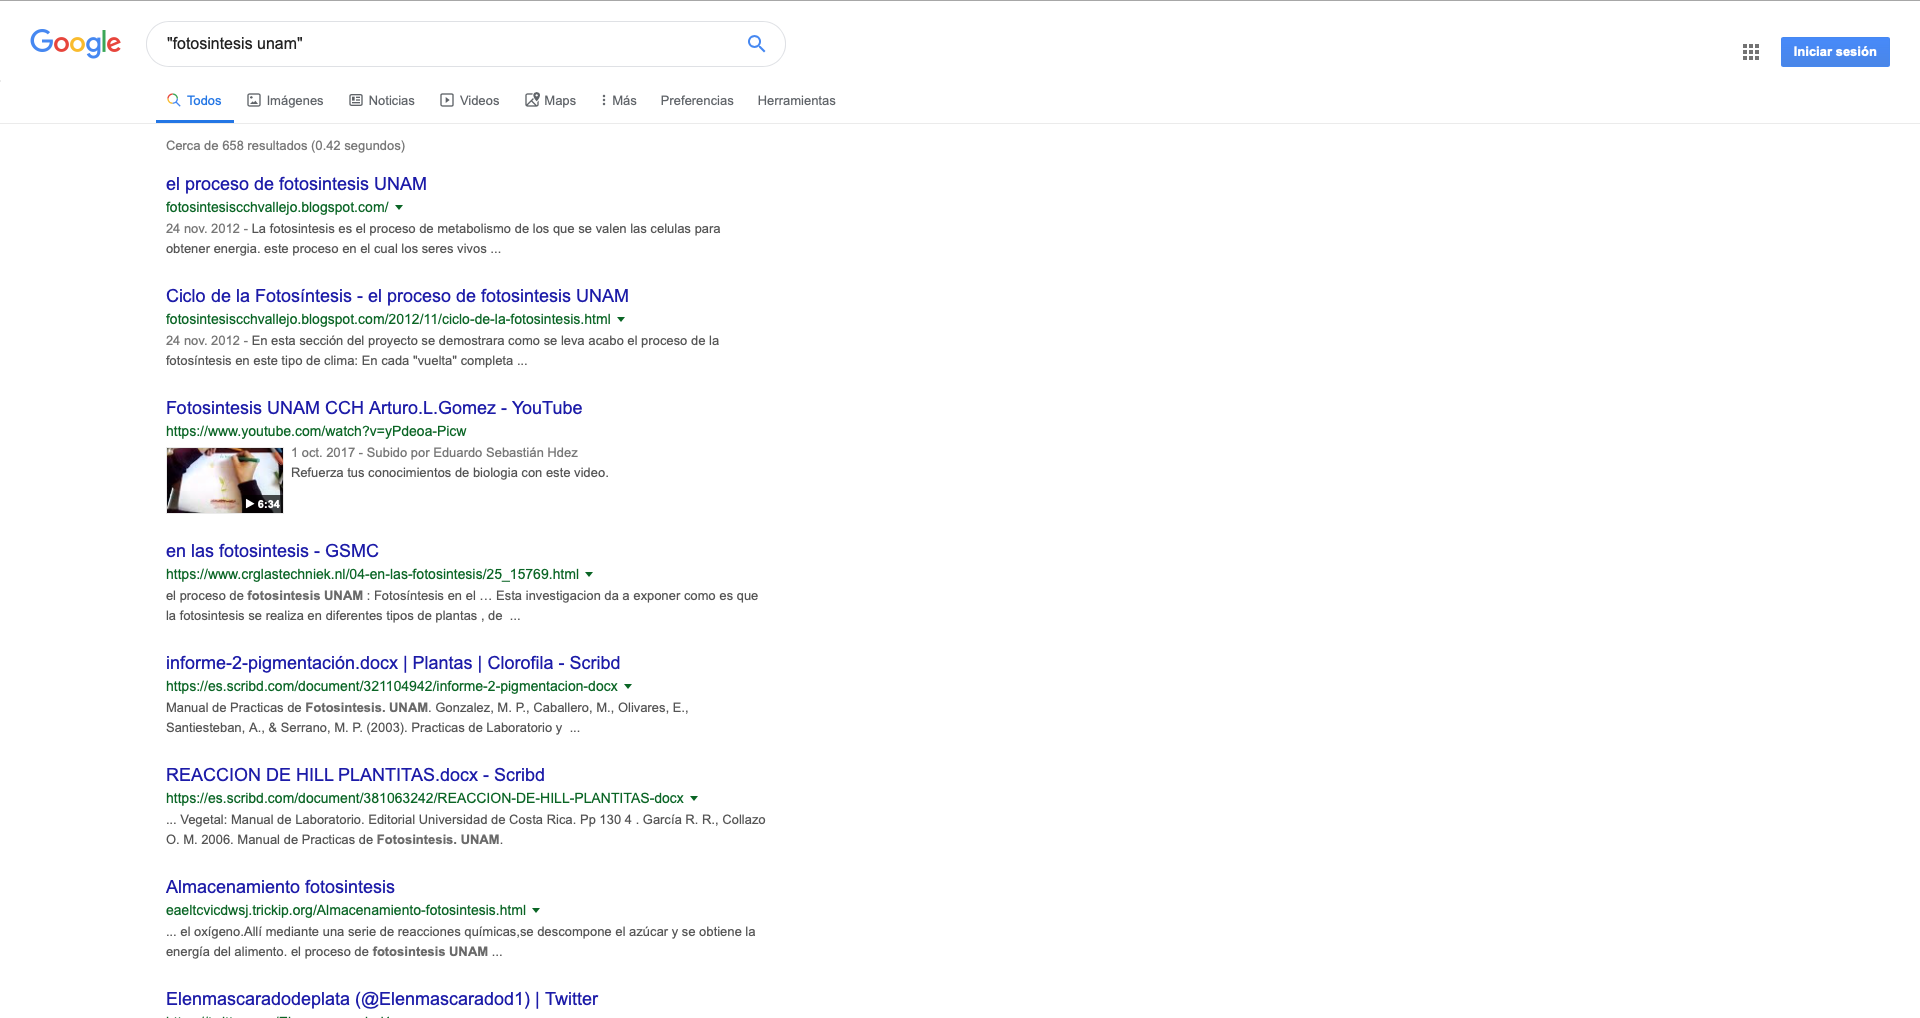 Google
"fotosintesis unam"
Iniciar sesión
Todos Imágenes Noticias Videos Maps Más Preferencias Herramientas
Cerca de 658 resultados (0.42 segundos)
el proceso de fotosintesis UNAM
fotosintesiscchvallejo.blogspot.com/
24 nov. 2012 - La fotosintesis es el proceso de metabolismo de los que se valen las celulas para
obtener energia. este proceso en el cual los seres vivos ...
Ciclo de la Fotosíntesis - el proceso de fotosintesis UNAM
fotosintesiscchvallejo.blogspot.com/2012/11/ciclo-de-la-fotosintesis.html
24 nov. 2012 - En esta sección del proyecto se demostrara como se leva acabo el proceso de la
fotosíntesis en este tipo de clima: En cada "vuelta" completa ...
Fotosintesis UNAM CCH Arturo.L.Gomez - YouTube
https://www.youtube.com/watch?v=yPdeoa-Picw
1 oct. 2017 - Subido por Eduardo Sebastián Hdez
Refuerza tus conocimientos de biologia con este video.
6:34
en las fotosintesis - GSMC
https://www.crglastechniek.nl/04-en-las-fotosintesis/25_15769.html
el proceso de fotosintesis UNAM : Fotosíntesis en el … Esta investigacion da a exponer como es que
la fotosintesis se realiza en diferentes tipos de plantas , de ...
informe-2-pigmentación.docx | Plantas | Clorofila - Scribd
https://es.scribd.com/document/321104942/informe-2-pigmentacion-docx
Manual de Practicas de Fotosintesis. UNAM. Gonzalez, M. P., Caballero, M., Olivares, E.,
Santiesteban, A., & Serrano, M. P. (2003). Practicas de Laboratorio y ...
REACCION DE HILL PLANTITAS.docx - Scribd
https://es.scribd.com/document/381063242/REACCION-DE-HILL-PLANTITAS-docx
... Vegetal: Manual de Laboratorio. Editorial Universidad de Costa Rica. Pp 130 4 . García R. R., Collazo
O. M. 2006. Manual de Practicas de Fotosintesis. UNAM.
Almacenamiento fotosintesis
eaeltcvicdwsj.trickip.org/Almacenamiento-fotosintesis.html
... el oxígeno.Allí mediante una serie de reacciones químicas,se descompone el azúcar y se obtiene la
energía del alimento. el proceso de fotosintesis UNAM ...
Elenmascaradodeplata (@Elenmascaradod1) | Twitter